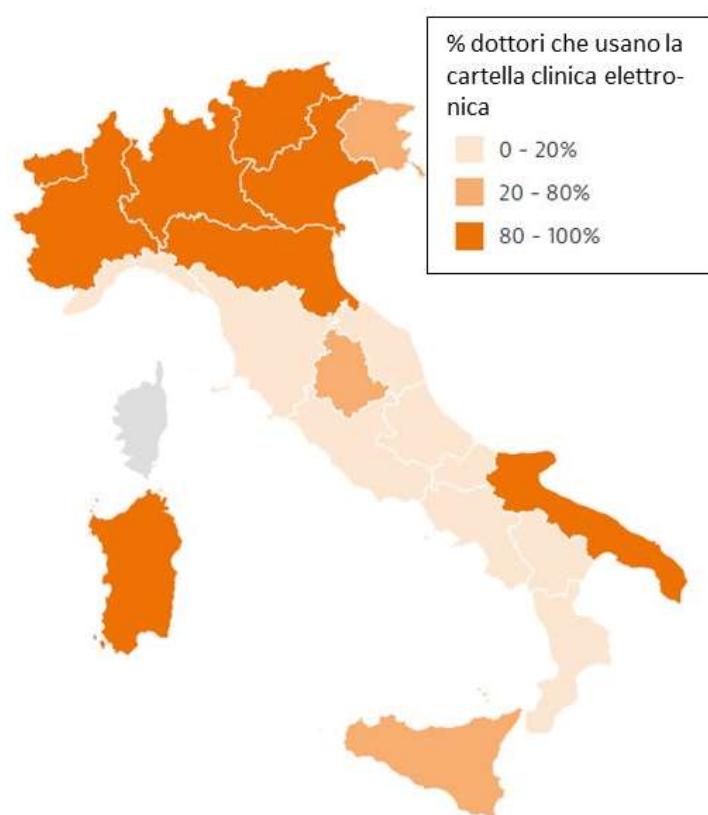 % dottori che usano la
cartella clinica elettro-
nica
0 - 20%
20 - 80%
80 - 100%